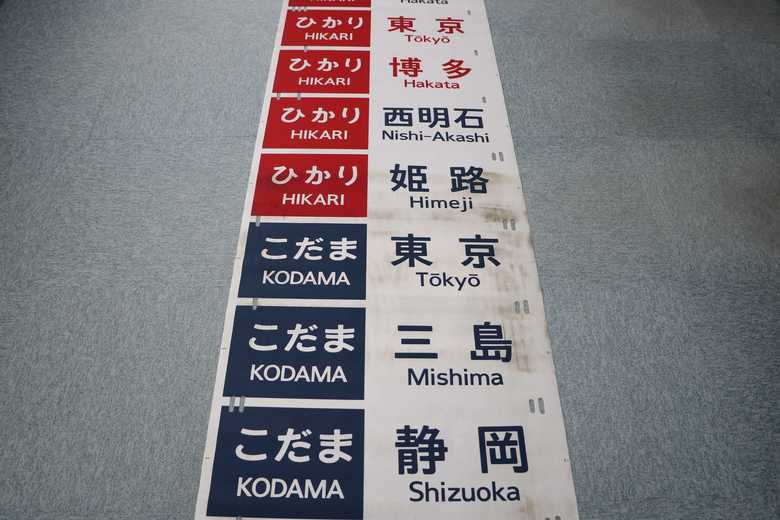 HIKARI
Hakata
ひかり 東京
HIKARI Tōkyō
ひかり 博多
HIKARI Hakata
ひかり 西明石
HIKARI Nishi-Akashi
ひかり 姫路
HIKARI Himeji
こだま 東京
KODAMA Tōkyō
こだま 三島
KODAMA Mishima
こだま 静岡
KODAMA Shizuoka